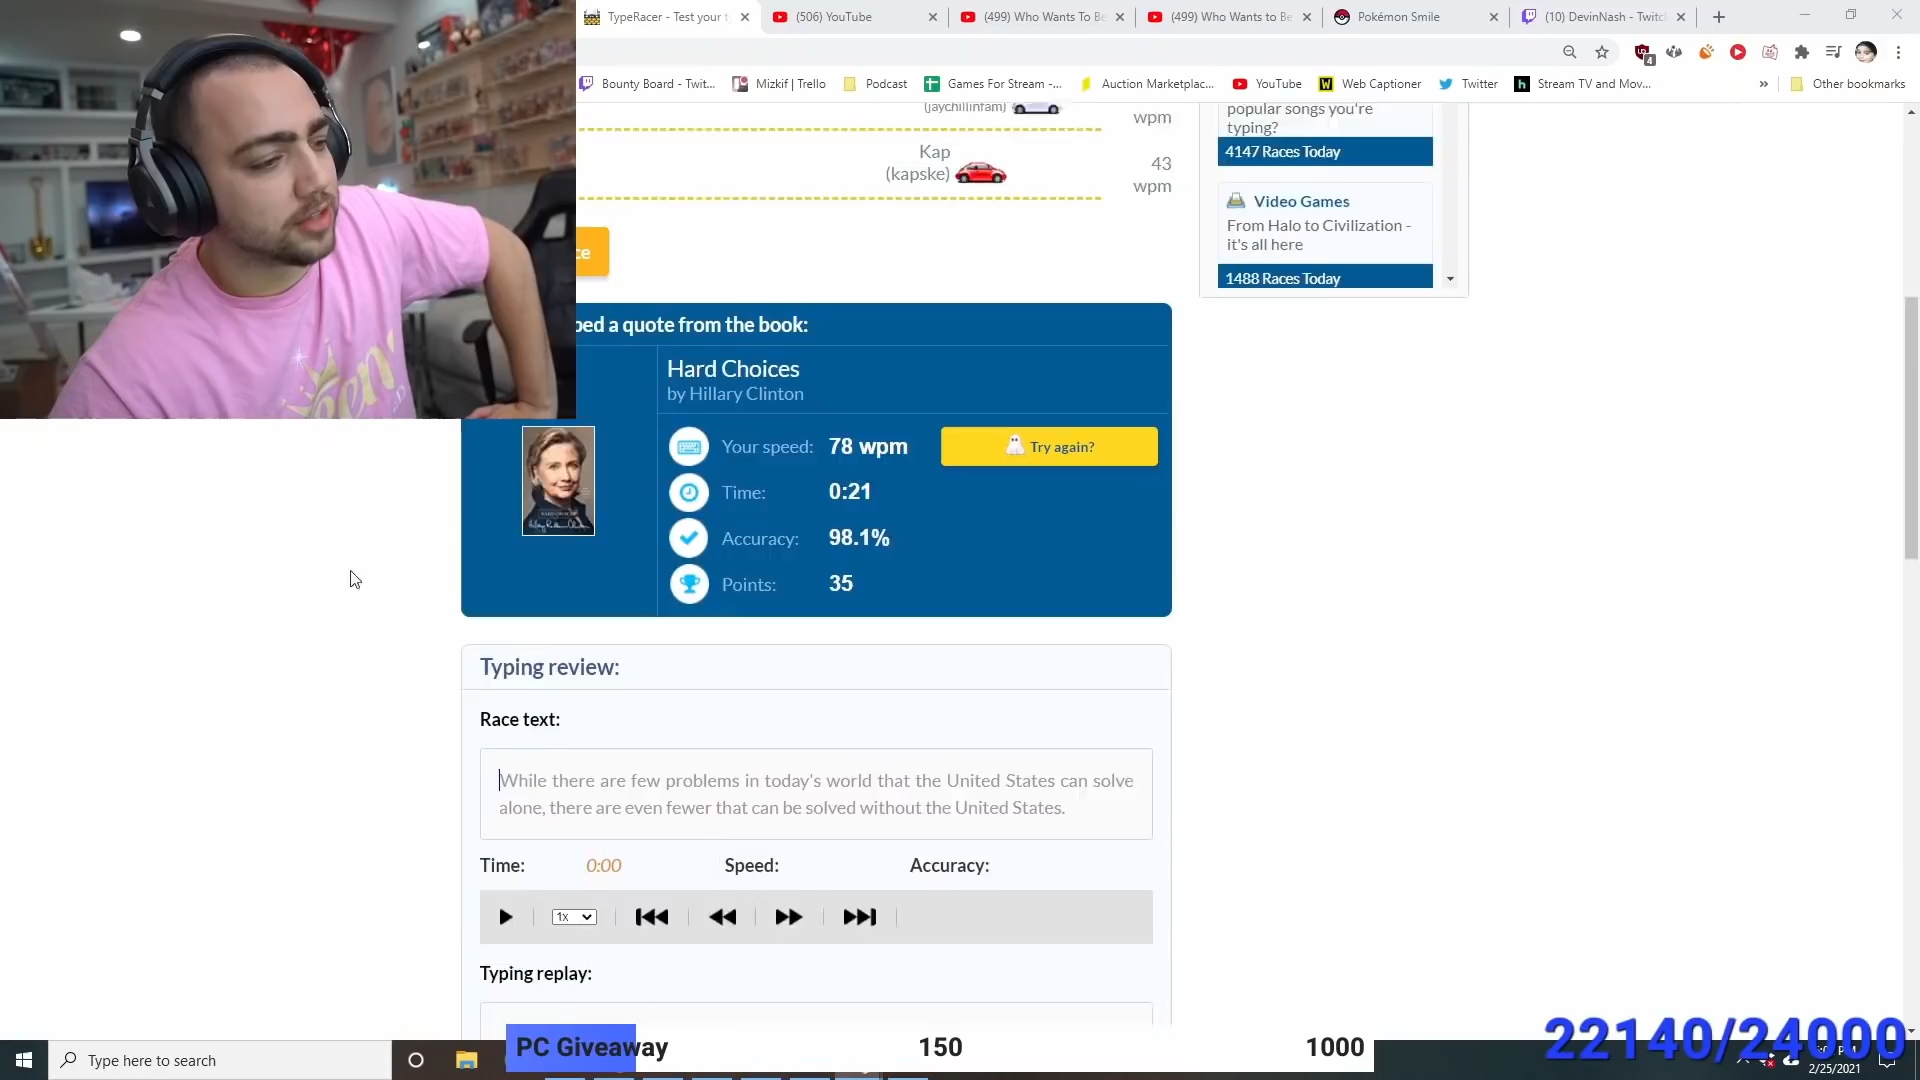 TypeRacer - Test your t
(506) YouTube
(499) Who Wants To Be
(499) Who Wants to Be
Pokémon Smile
(10) DevinNash - Twitc
4
Bounty Board - Twit...
Mizkif | Trello
Podcast
Games For Stream -...
Auction Marketplac...
YouTube
Web Captioner
Twitter
Stream TV and Mov...
»
Other bookmarks
(jaychillinfam)
wpm
Kap
(kapske)
43
wpm
popular songs you're
typing?
4147 Races Today
Video Games
From Halo to Civilization -
it's all here
1488 Races Today
ce
ped a quote from the book:
Hard Choices
by Hillary Clinton
Your speed: 78 wpm
Try again?
Time: 0:21
Accuracy: 98.1%
Points: 35
Typing review:
Race text:
While there are few problems in today's world that the United States can solve
alone, there are even fewer that can be solved without the United States.
Time: 0:00 Speed: Accuracy:
1x
Typing replay:
PC Giveaway 150 1000
22140/24000
Type here to search
2/25/2021